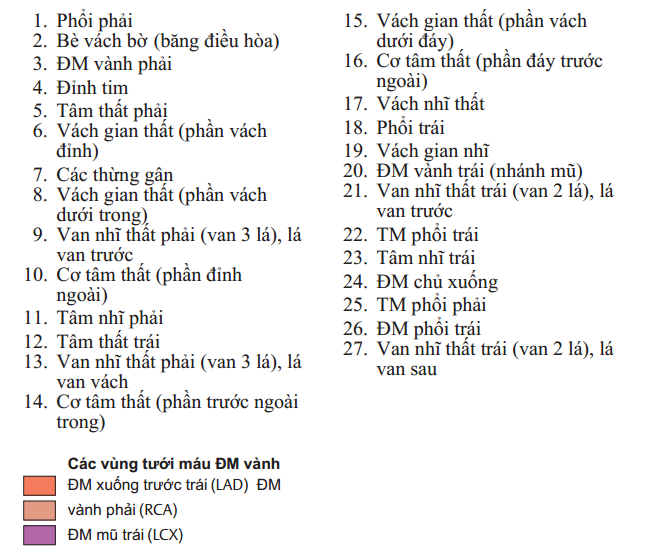 1. Phổi phải
2. Bè vách bờ (băng điều hòa)
3. ĐM vành phải
4. Đỉnh tim
5. Tâm thất phải
6. Vách gian thất (phần vách
đỉnh)
7. Các thừng gân
8. Vách gian thất (phần vách
dưới trong)
9. Van nhĩ thất phải (van 3 lá), lá
van trước
10. Cơ tâm thất (phần đỉnh
ngoài)
11. Tâm nhĩ phải
12. Tâm thất trái
13. Van nhĩ thất phải (van 3 lá), lá
van vách
14. Cơ tâm thất (phần trước ngoài
trong)
15. Vách gian thất (phần vách
dưới đáy)
16. Cơ tâm thất (phần đáy trước
ngoài)
17. Vách nhĩ thất
18. Phổi trái
19. Vách gian nhĩ
20. ĐM vành trái (nhánh mũ)
21. Van nhĩ thất trái (van 2 lá), lá
van trước
22. TM phổi trái
23. Tâm nhĩ trái
24. ĐM chủ xuống
25. TM phổi phải
26. ĐM phổi trái
27. Van nhĩ thất trái (van 2 lá), lá
van sau
Các vùng tưới máu ĐM vành
ĐM xuống trước trái (LAD) ĐM
vành phải (RCA)
ĐM mũ trái (LCX)